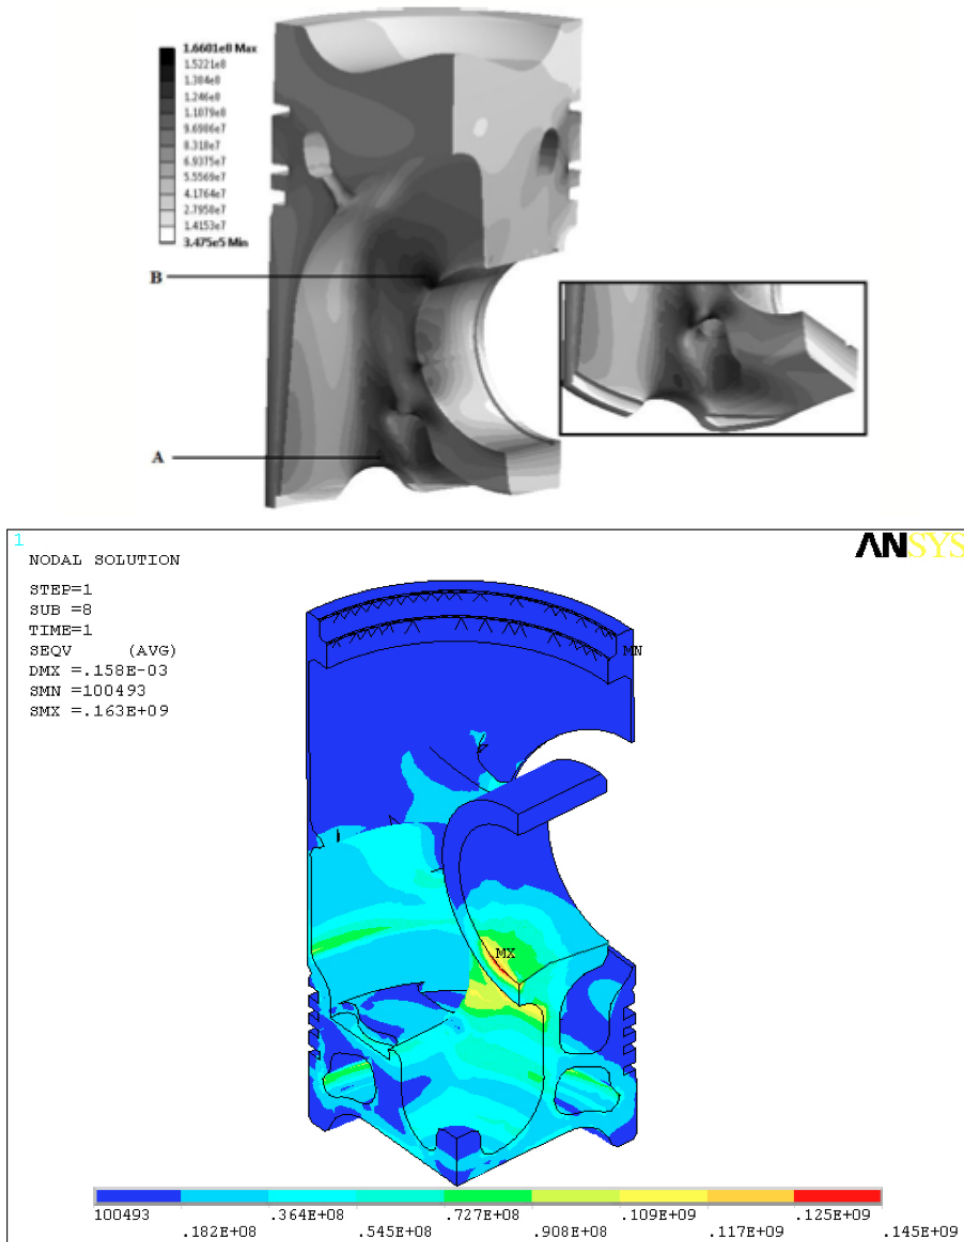 1.6601e8 Max
1.5221e8
1.384e8
1.246e8
1.1079e8
9.6986e7
8.318e7
6.9375e7
5.5569e7
4.1764e7
2.7958e7
1.4153e7
3.475e5 Min
B
A
1
ANSYS
NODAL SOLUTION
STEP=1
SUB =8
TIME=1
SEQV (AVG)
DMX =.158E-03
SMN =100493
SMX =.163E+09
MN
MX
100493 .364E+08 .727E+08 .109E+09 .125E+09
.182E+08 .545E+08 .908E+08 .117E+09 .145E+09